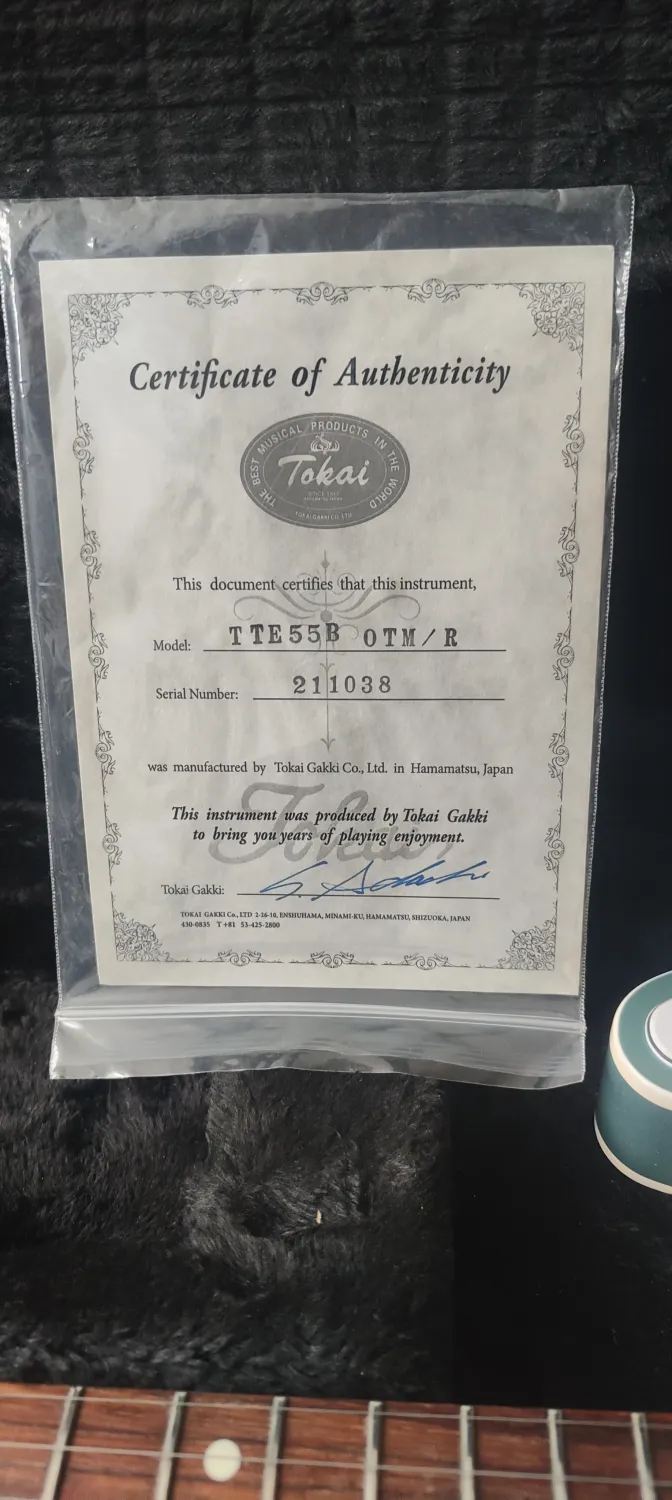 Certificate of Authenticity
THE BEST MUSICAL PRODUCTS IN THE WORLD
Tokai
TOKAI GAKKI CO., LTD
This document certifies that this instrument,
Model: TTE55B OTM/R
Serial Number: 211038
was manufactured by Tokai Gakki Co., Ltd. in Hamamatsu, Japan
Tokai
This instrument was produced by Tokai Gakki
to bring you years of playing enjoyment.
Tokai Gakki:
TOKAI GAKKI Co., LTD 2-26-10, ENSHUHAMA, MINAMI-KU, HAMAMATSU, SHIZUOKA, JAPAN
430-0835 T +81 53-425-2800